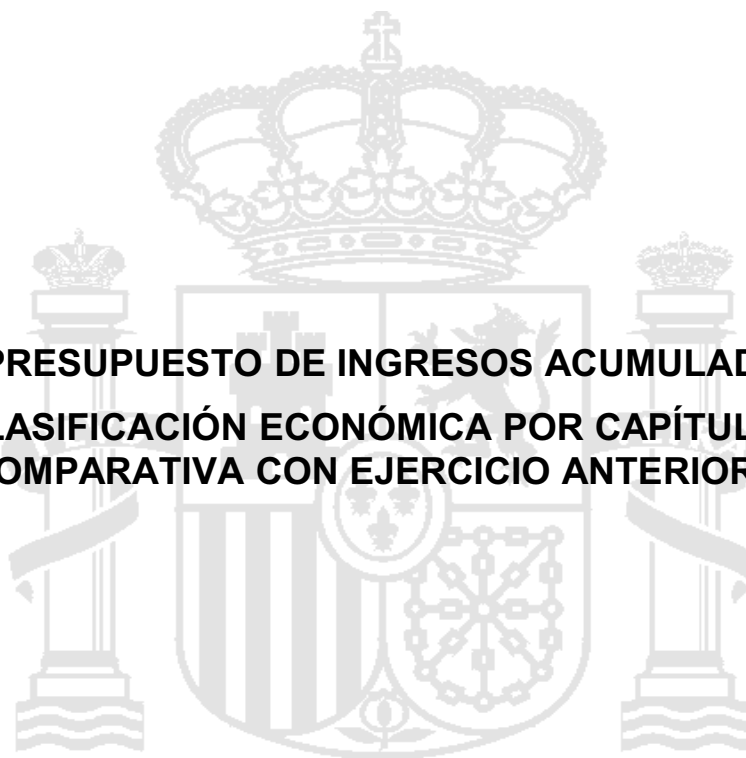 PRESUPUESTO DE INGRESOS ACUMULAD
LASIFICACIÓN ECONÓMICA POR CAPÍTUL
OMPARATIVA CON EJERCICIO ANTERIOR